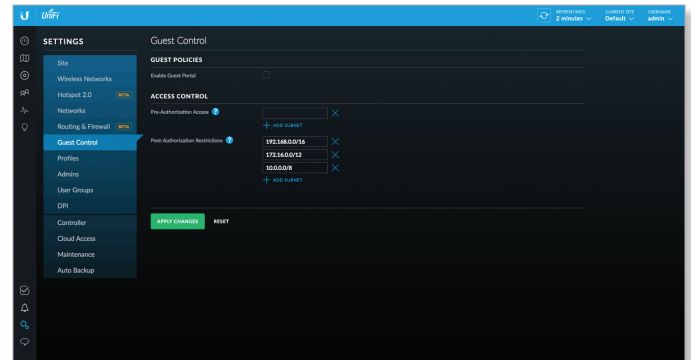 UniFi
REFRESH RATE
2 minutes
CURRENT SITE
Default
USERNAME
admin
SETTINGS
Site
Wireless Networks
Hotspot 2.0 BETA
Networks
Routing & Firewall BETA
Guest Control
Profiles
Admins
User Groups
DPI
Controller
Cloud Access
Maintenance
Auto Backup
Guest Control
GUEST POLICIES
Enable Guest Portal
ACCESS CONTROL
Pre-Authorization Access ?
+ ADD SUBNET
Post-Authorization Restrictions ?
192.168.0.0/16
172.16.0.0/12
10.0.0.0/8
+ ADD SUBNET
APPLY CHANGES RESET